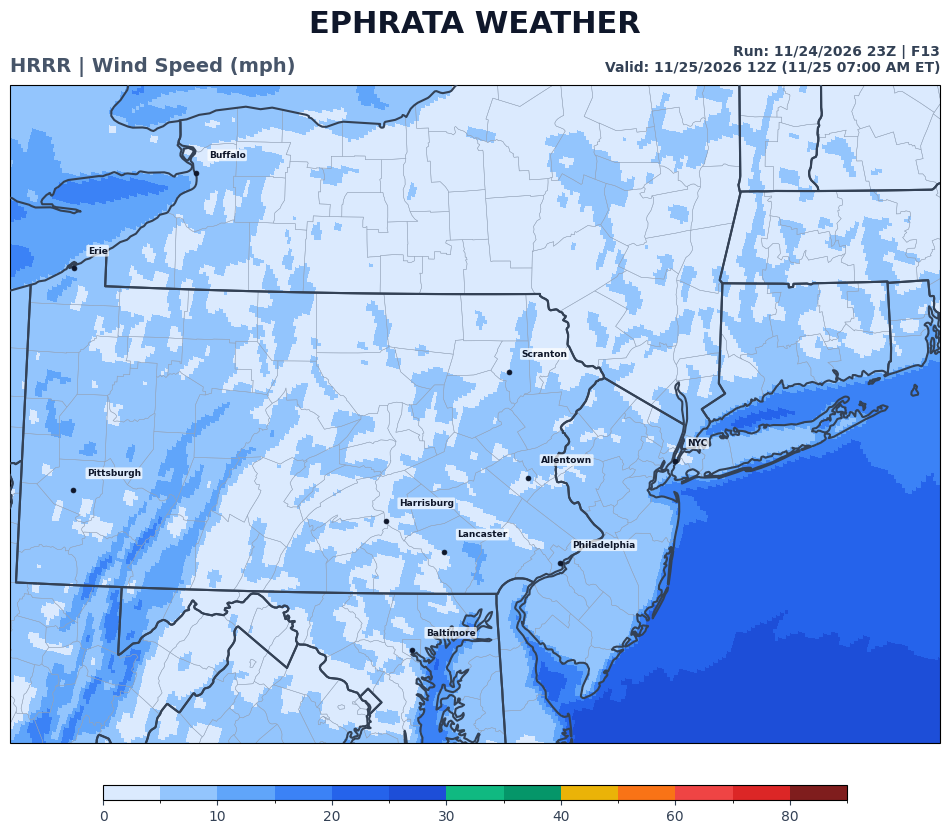 EPHRATA WEATHER
HRRR | Wind Speed (mph)
Run: 11/24/2026 23Z | F13
Valid: 11/25/2026 12Z (11/25 07:00 AM ET)
Buffalo
Erie
Scranton
NYC
Allentown
Pittsburgh
Harrisburg
Lancaster
Philadelphia
Baltimore
0 10 20 30 40 50 60 70 80